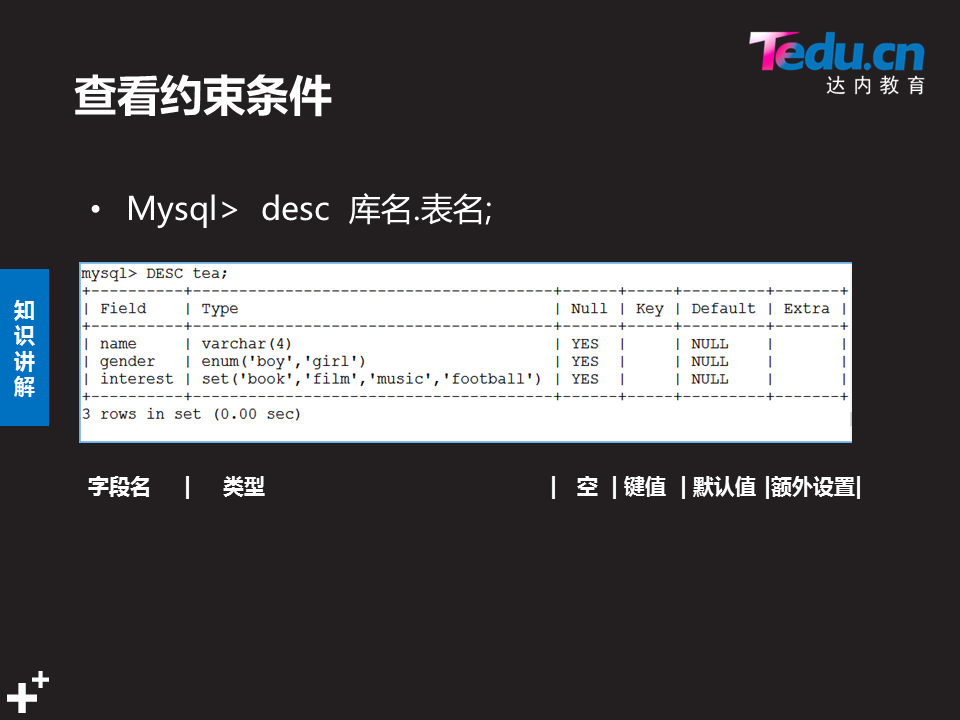 Tedu.cn
达内教育
查看约束条件
• Mysql> desc 库名.表名;
知识讲解
mysql> DESC tea;
+----------+---------------------------------------+------+-----+---------+-------+
| Field    | Type                                  | Null | Key | Default | Extra |
+----------+---------------------------------------+------+-----+---------+-------+
| name     | varchar(4)                            | YES  |     | NULL    |       |
| gender   | enum('boy','girl')                    | YES  |     | NULL    |       |
| interest | set('book','film','music','football') | YES  |     | NULL    |       |
+----------+---------------------------------------+------+-----+---------+-------+
3 rows in set (0.00 sec)
字段名 | 类型 | 空 | 键值 | 默认值 |额外设置|